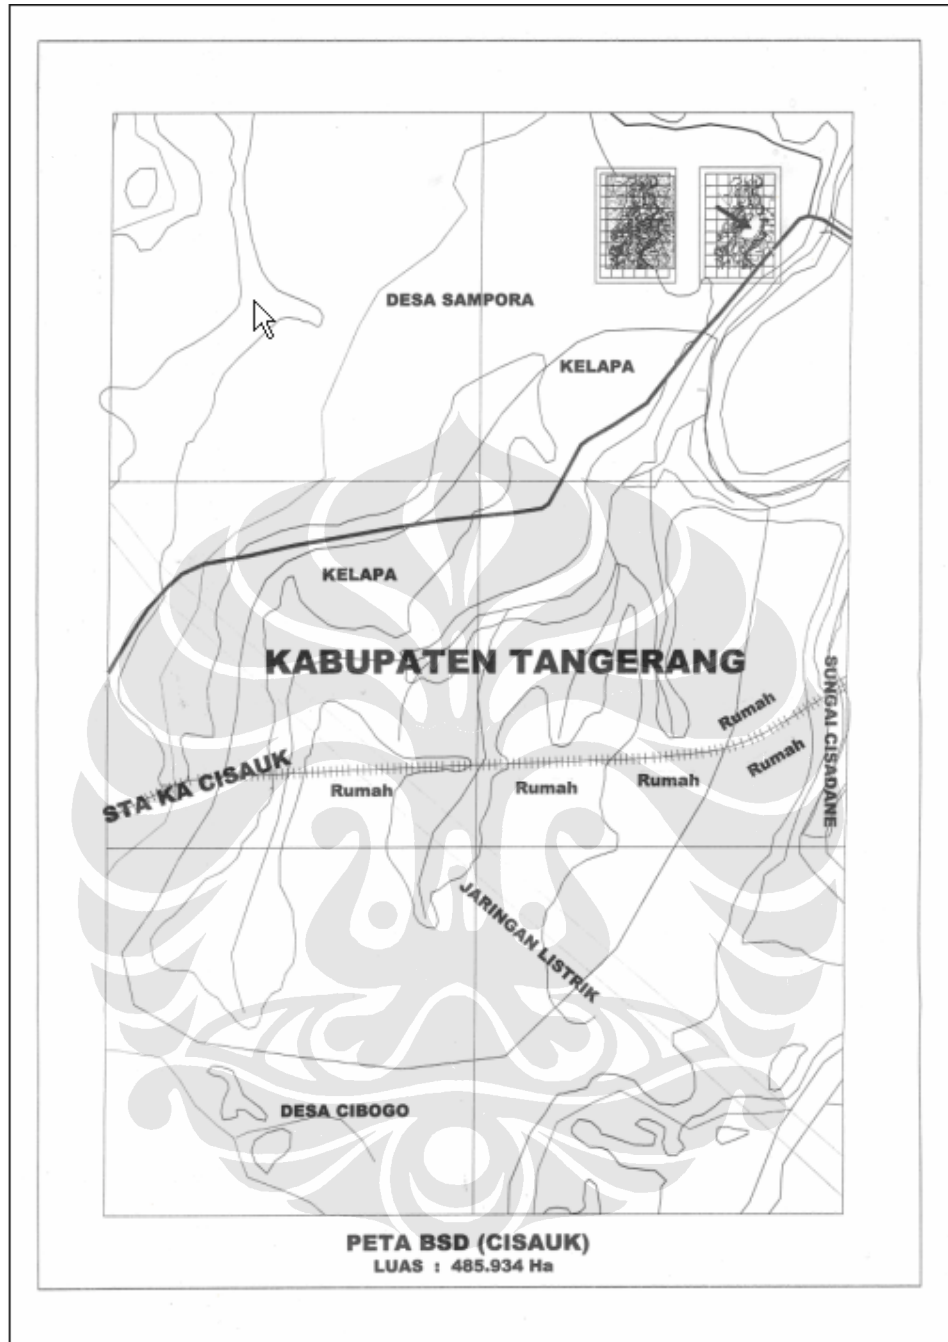 DESA SAMPORA
KELAPA
KELAPA
KABUPATEN TANGERANG
Rumah
SUNGAI CISADANE
Rumah
STA KA CISAUK
Rumah
Rumah
Rumah
JARINGAN LISTRIK
DESA CIBOGO
PETA BSD (CISAUK)
LUAS : 485.934 Ha